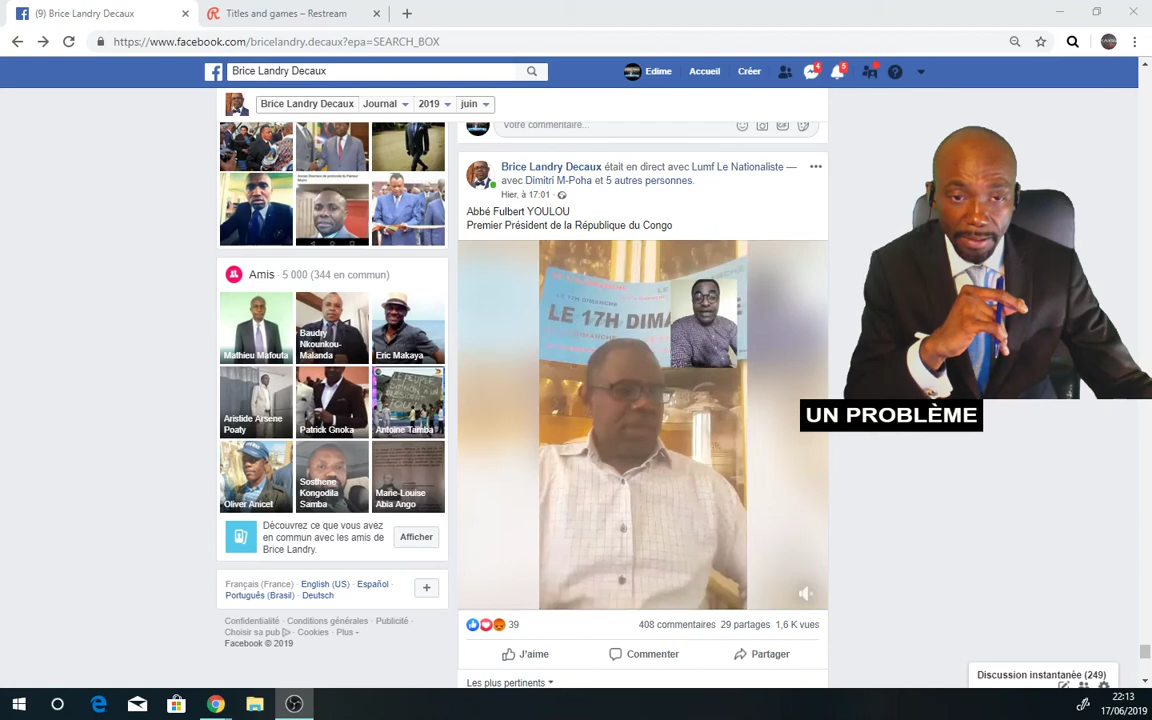 (9) Brice Landry Decaux
Titles and games – Restream
https://www.facebook.com/bricelandry.decaux?epa=SEARCH_BOX
Brice Landry Decaux
Edime
Accueil
Créer
4
5
Brice Landry Decaux
Journal
2019
juin
Votre commentaire...
Brice Landry Decaux était en direct avec Lumf Le Nationaliste —
avec Dimitri M-Poha et 5 autres personnes.
Hier, à 17:01 ·
Abbé Fulbert YOULOU
Premier Président de la République du Congo
LE 17H DIMA
LE 17H DIMANCHE
Amis · 5 000 (344 en commun)
Mathieu Mafouta
Baudry
Nkounkou-
Malanda
Eric Makaya
Aristide Arsene
Poaty
Patrick Gnoka
Antoine Tamba
Oliver Anicet
Sosthene
Kongodila
Samba
Marie-Louise
Abia Ango
Découvrez ce que vous avez
en commun avec les amis de
Brice Landry.
Afficher
Français (France) · English (US) · Español ·
Português (Brasil) · Deutsch
Confidentialité · Conditions générales · Publicité ·
Choisir sa pub · Cookies · Plus
Facebook © 2019
39
408 commentaires 29 partages 1,6 K vues
J'aime
Commenter
Partager
Les plus pertinents
UN PROBLÈME
Discussion instantanée (249)
22:13
17/06/2019